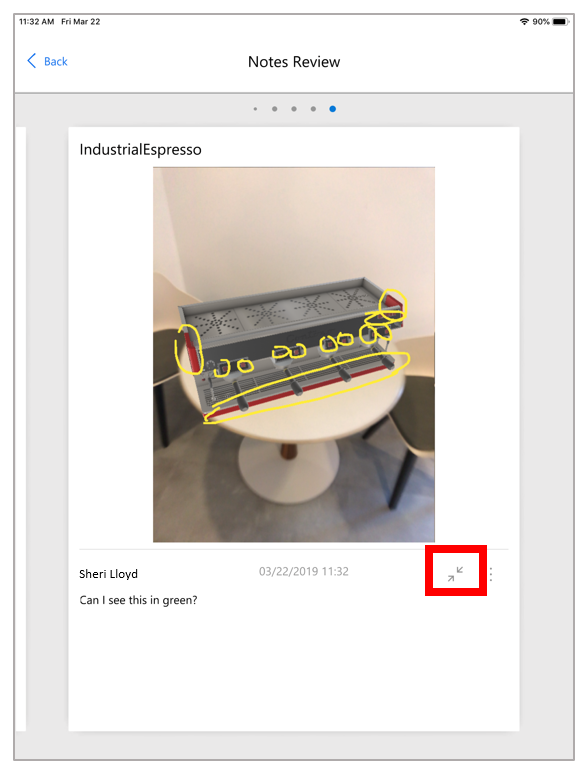 11:32 AM Fri Mar 22 90%
Back Notes Review
IndustrialEspresso
Sheri Lloyd 03/22/2019 11:32
Can I see this in green?